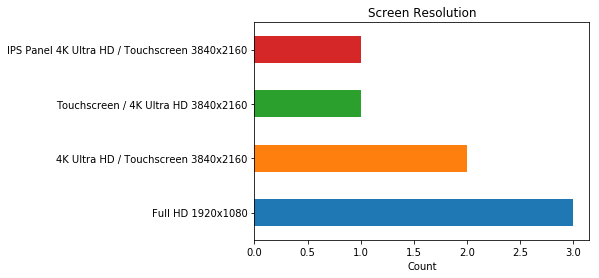 Screen Resolution
IPS Panel 4K Ultra HD / Touchscreen 3840x2160
Touchscreen / 4K Ultra HD 3840x2160
4K Ultra HD / Touchscreen 3840x2160
Full HD 1920x1080
0.0 0.5 1.0 1.5 2.0 2.5 3.0
Count